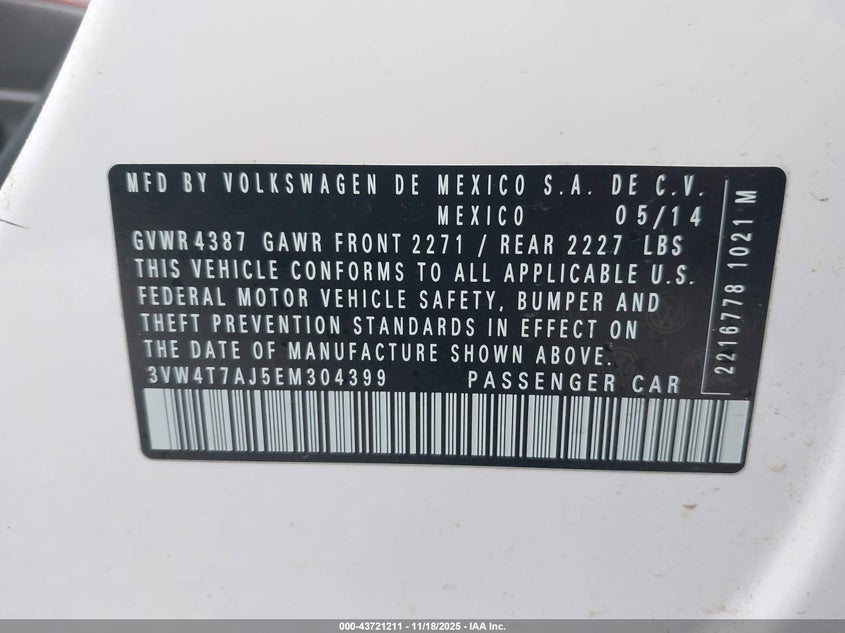 MFD BY VOLKSWAGEN DE MEXICO S.A. DE C.V.
MEXICO 05/14
GVWR 4387 GAWR FRONT 2271 / REAR 2227 LBS
THIS VEHICLE CONFORMS TO ALL APPLICABLE U.S.
FEDERAL MOTOR VEHICLE SAFETY, BUMPER AND
THEFT PREVENTION STANDARDS IN EFFECT ON
THE DATE OF MANUFACTURE SHOWN ABOVE.
3VW4T7AJ5EM304399 PASSENGER CAR
2216778 1021 M
000-43721211 - 11/18/2025 - IAA Inc.